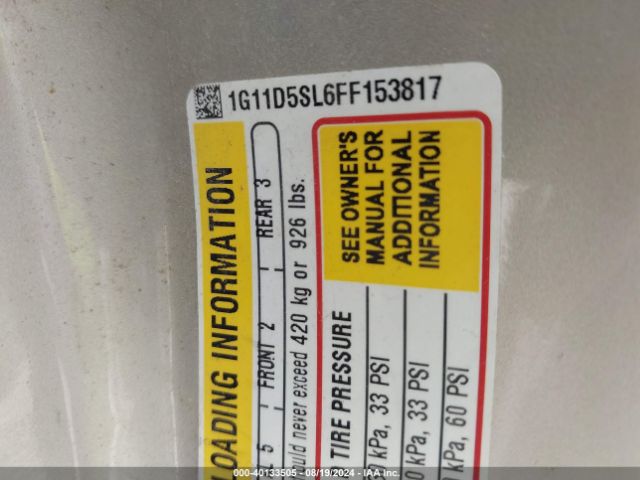 1G11D5SL6FF153817
LOADING INFORMATION
5 FRONT 2 REAR 3
never exceed 420 kg or 926 lbs.
SEE OWNER'S
MANUAL FOR
ADDITIONAL
INFORMATION
TIRE PRESSURE
kPa, 33 PSI
kPa, 33 PSI
kPa, 60 PSI
000-40133505 - 08/19/2024 - IAA Inc.